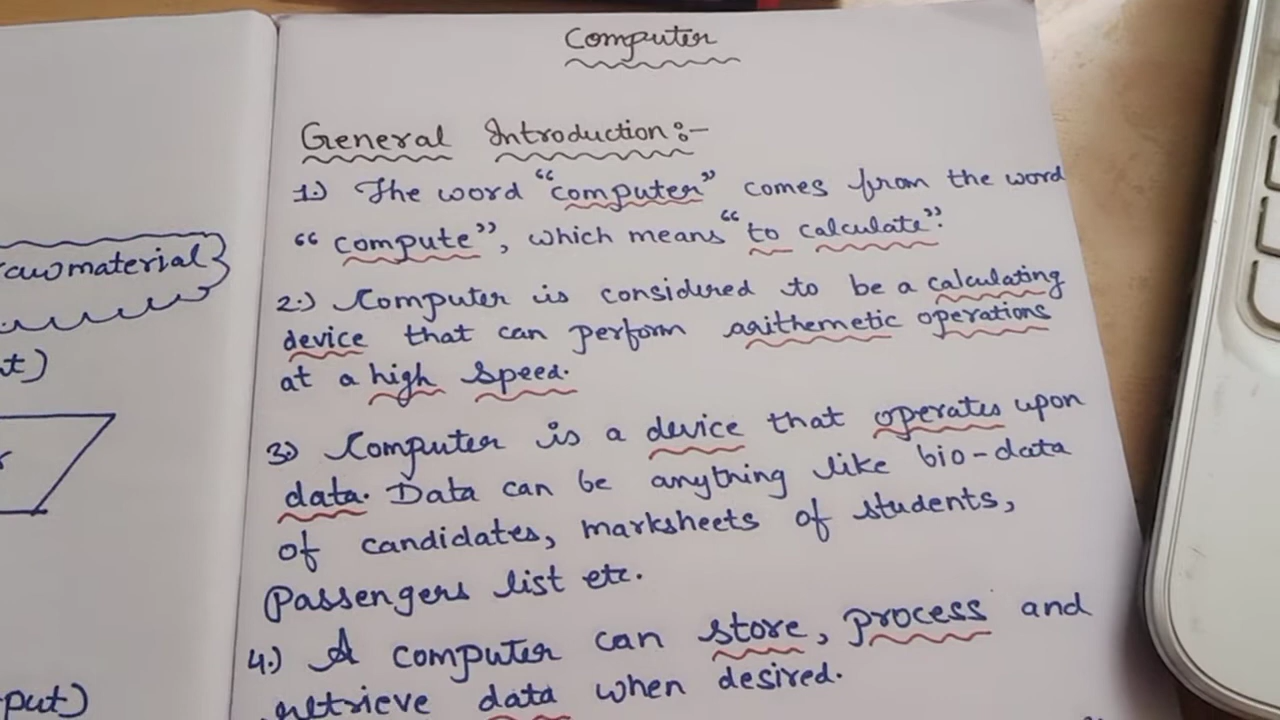 Computer
General Introduction:-
1.) The word "computer" comes from the word
"compute", which means "to calculate".
2.) Computer is considered to be a calculating
device that can perform arithemetic operations
at a high speed.
3.) Computer is a device that operates upon
data. Data can be anything like bio-data
of candidates, marksheets of students,
Passengers list etc.
4.) A computer can store, process and
retrieve data when desired.
material